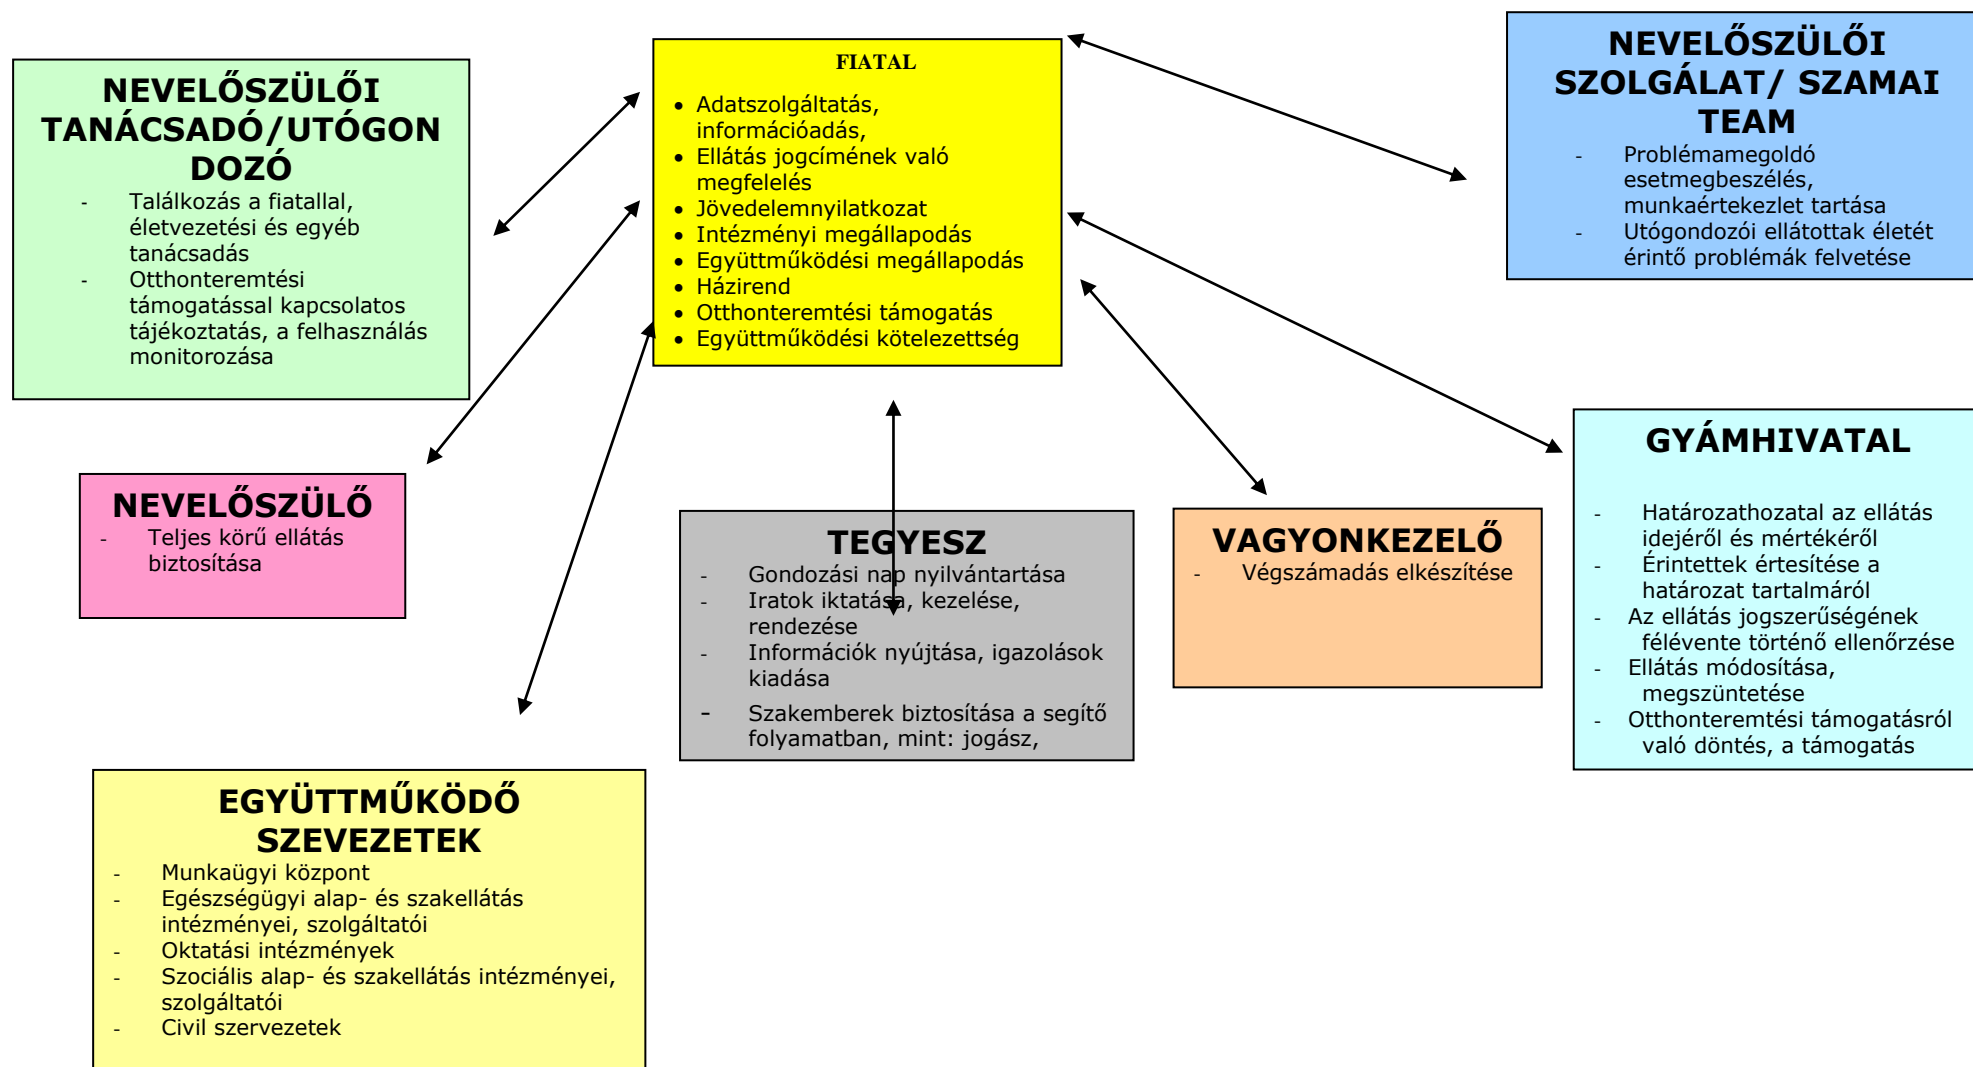 NEVELŐSZÜLŐI
TANÁCSADÓ/UTÓGON
DOZÓ
- Találkozás a fiatallal,
életvezetési és egyéb
tanácsadás
- Otthonteremtési
támogatással kapcsolatos
tájékoztatás, a felhasználás
monitorozása
FIATAL
• Adatszolgáltatás,
információadás,
• Ellátás jogcímének való
megfelelés
• Jövedelemnyilatkozat
• Intézményi megállapodás
• Együttműködési megállapodás
• Házirend
• Otthonteremtési támogatás
• Együttműködési kötelezettség
NEVELŐSZÜLŐI
SZOLGÁLAT/ SZAMAI
TEAM
- Problémamegoldó
esetmegbeszélés,
munkaértekezlet tartása
- Utógondozói ellátottak életét
érintő problémák felvetése
NEVELŐSZÜLŐ
- Teljes körű ellátás
biztosítása
TEGYESZ
- Gondozási nap nyilvántartása
- Iratok iktatása, kezelése,
rendezése
- Információk nyújtása, igazolások
kiadása
- Szakemberek biztosítása a segítő
folyamatban, mint: jogász,
VAGYONKEZELŐ
- Végszámadás elkészítése
GYÁMHIVATAL
- Határozathozatal az ellátás
idejéről és mértékéről
- Érintettek értesítése a
határozat tartalmáról
- Az ellátás jogszerűségének
félévente történő ellenőrzése
- Ellátás módosítása,
megszüntetése
- Otthonteremtési támogatásról
való döntés, a támogatás
EGYÜTTMŰKÖDŐ
SZEVEZETEK
- Munkaügyi központ
- Egészségügyi alap- és szakellátás
intézményei, szolgáltatói
- Oktatási intézmények
- Szociális alap- és szakellátás intézményei,
szolgáltatói
- Civil szervezetek